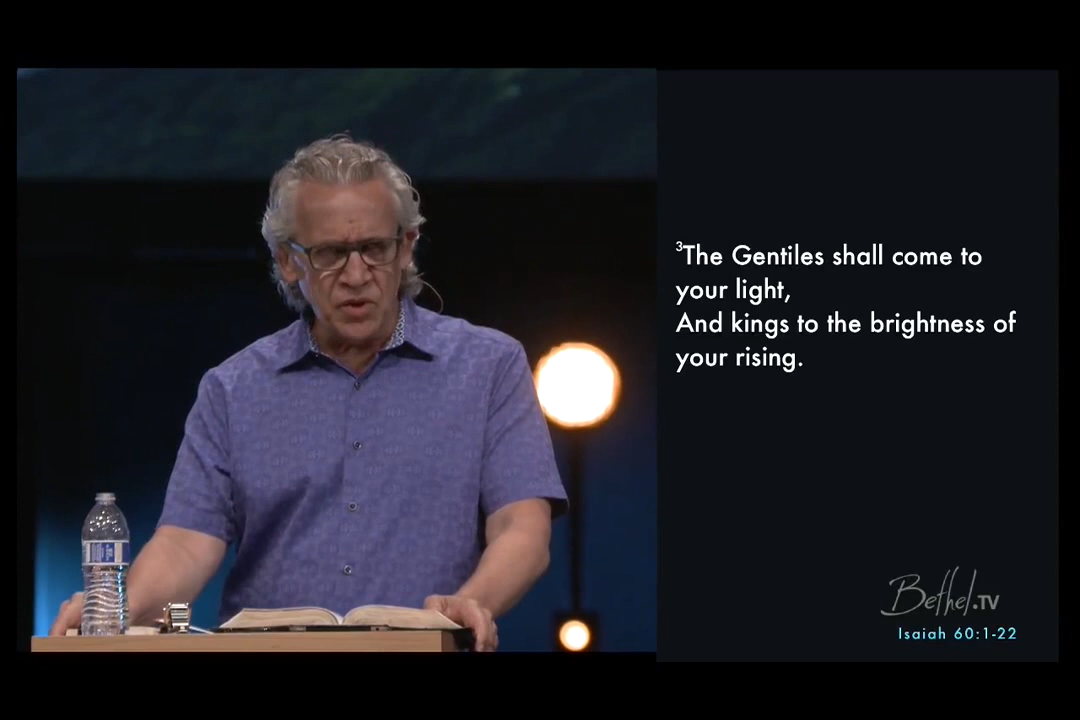 ³The Gentiles shall come to
your light,
And kings to the brightness of
your rising.
Bethel.TV
Isaiah 60:1-22